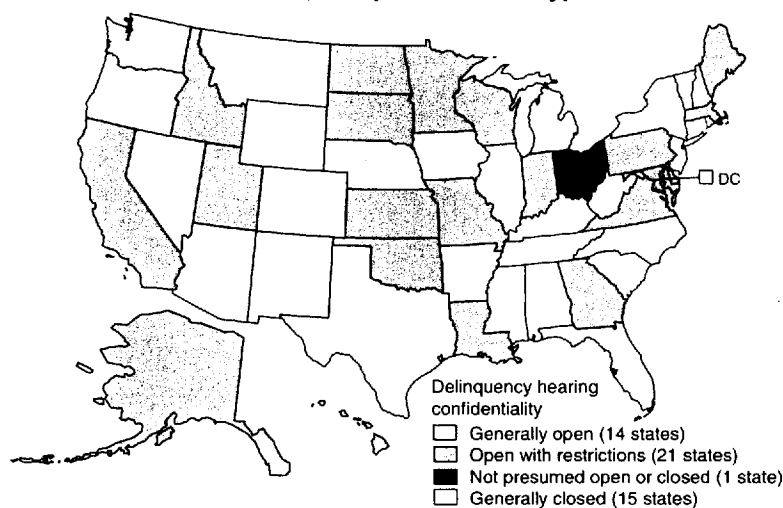 DC
Delinquency hearing
confidentiality
Generally open (14 states)
Open with restrictions (21 states)
Not presumed open or closed (1 state)
Generally closed (15 states)